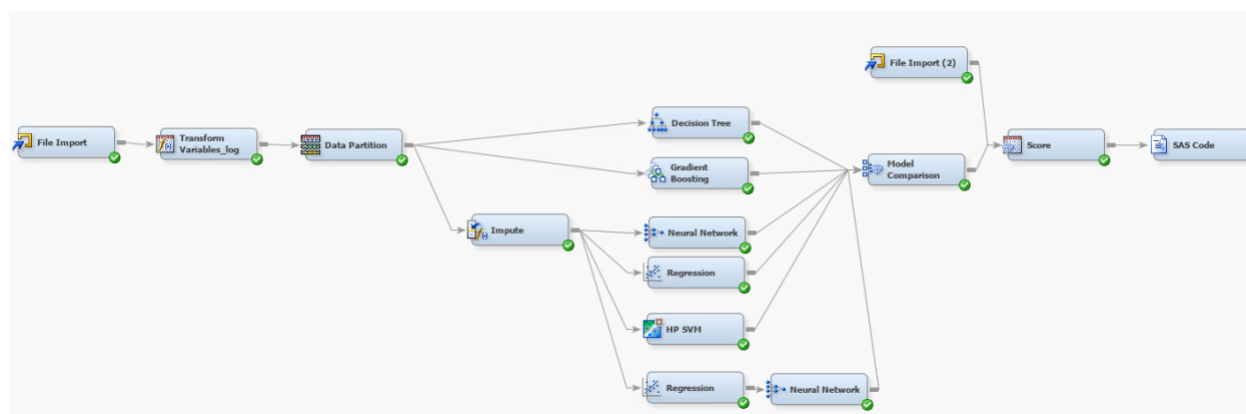 File Import (2)
File Import
Transform
Variables_log
Data Partition
Decision Tree
Gradient
Boosting
Model
Comparison
Score
SAS Code
Impute
Neural Network
Regression
HP SVM
Regression
Neural Network